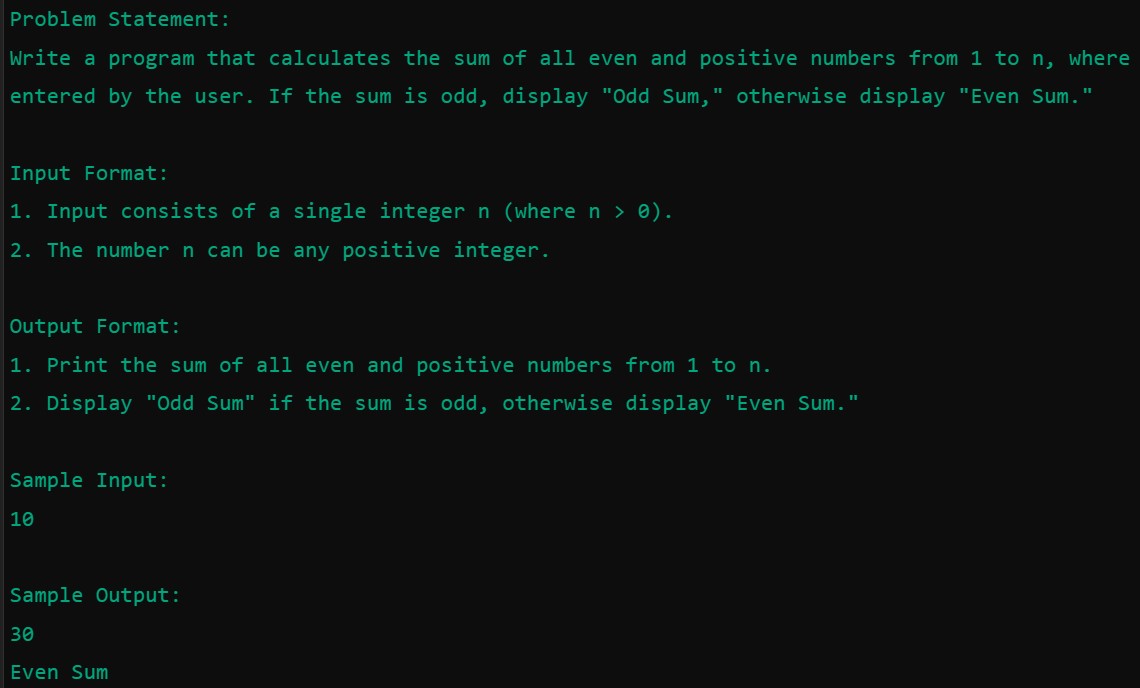 Problem Statement:
Write a program that calculates the sum of all even and positive numbers from 1 to n, where
entered by the user. If the sum is odd, display "Odd Sum," otherwise display "Even Sum."
Input Format:
1. Input consists of a single integer n (where n > 0).
2. The number n can be any positive integer.
Output Format:
1. Print the sum of all even and positive numbers from 1 to n.
2. Display "Odd Sum" if the sum is odd, otherwise display "Even Sum."
Sample Input:
10
Sample Output:
30
Even Sum